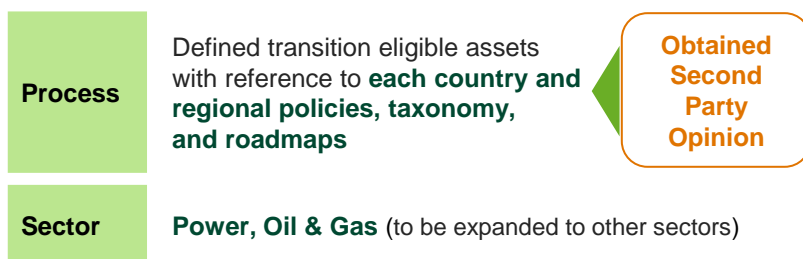 Process
Defined transition eligible assets
with reference to each country and
regional policies, taxonomy,
and roadmaps
Obtained
Second
Party
Opinion
Sector
Power, Oil & Gas (to be expanded to other sectors)